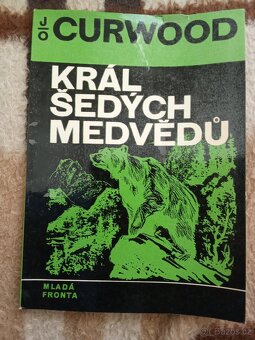 J/O CURWOOD
KRÁL
ŠEDÝCH
MEDVĚDŮ
MLADÁ
FRONTA